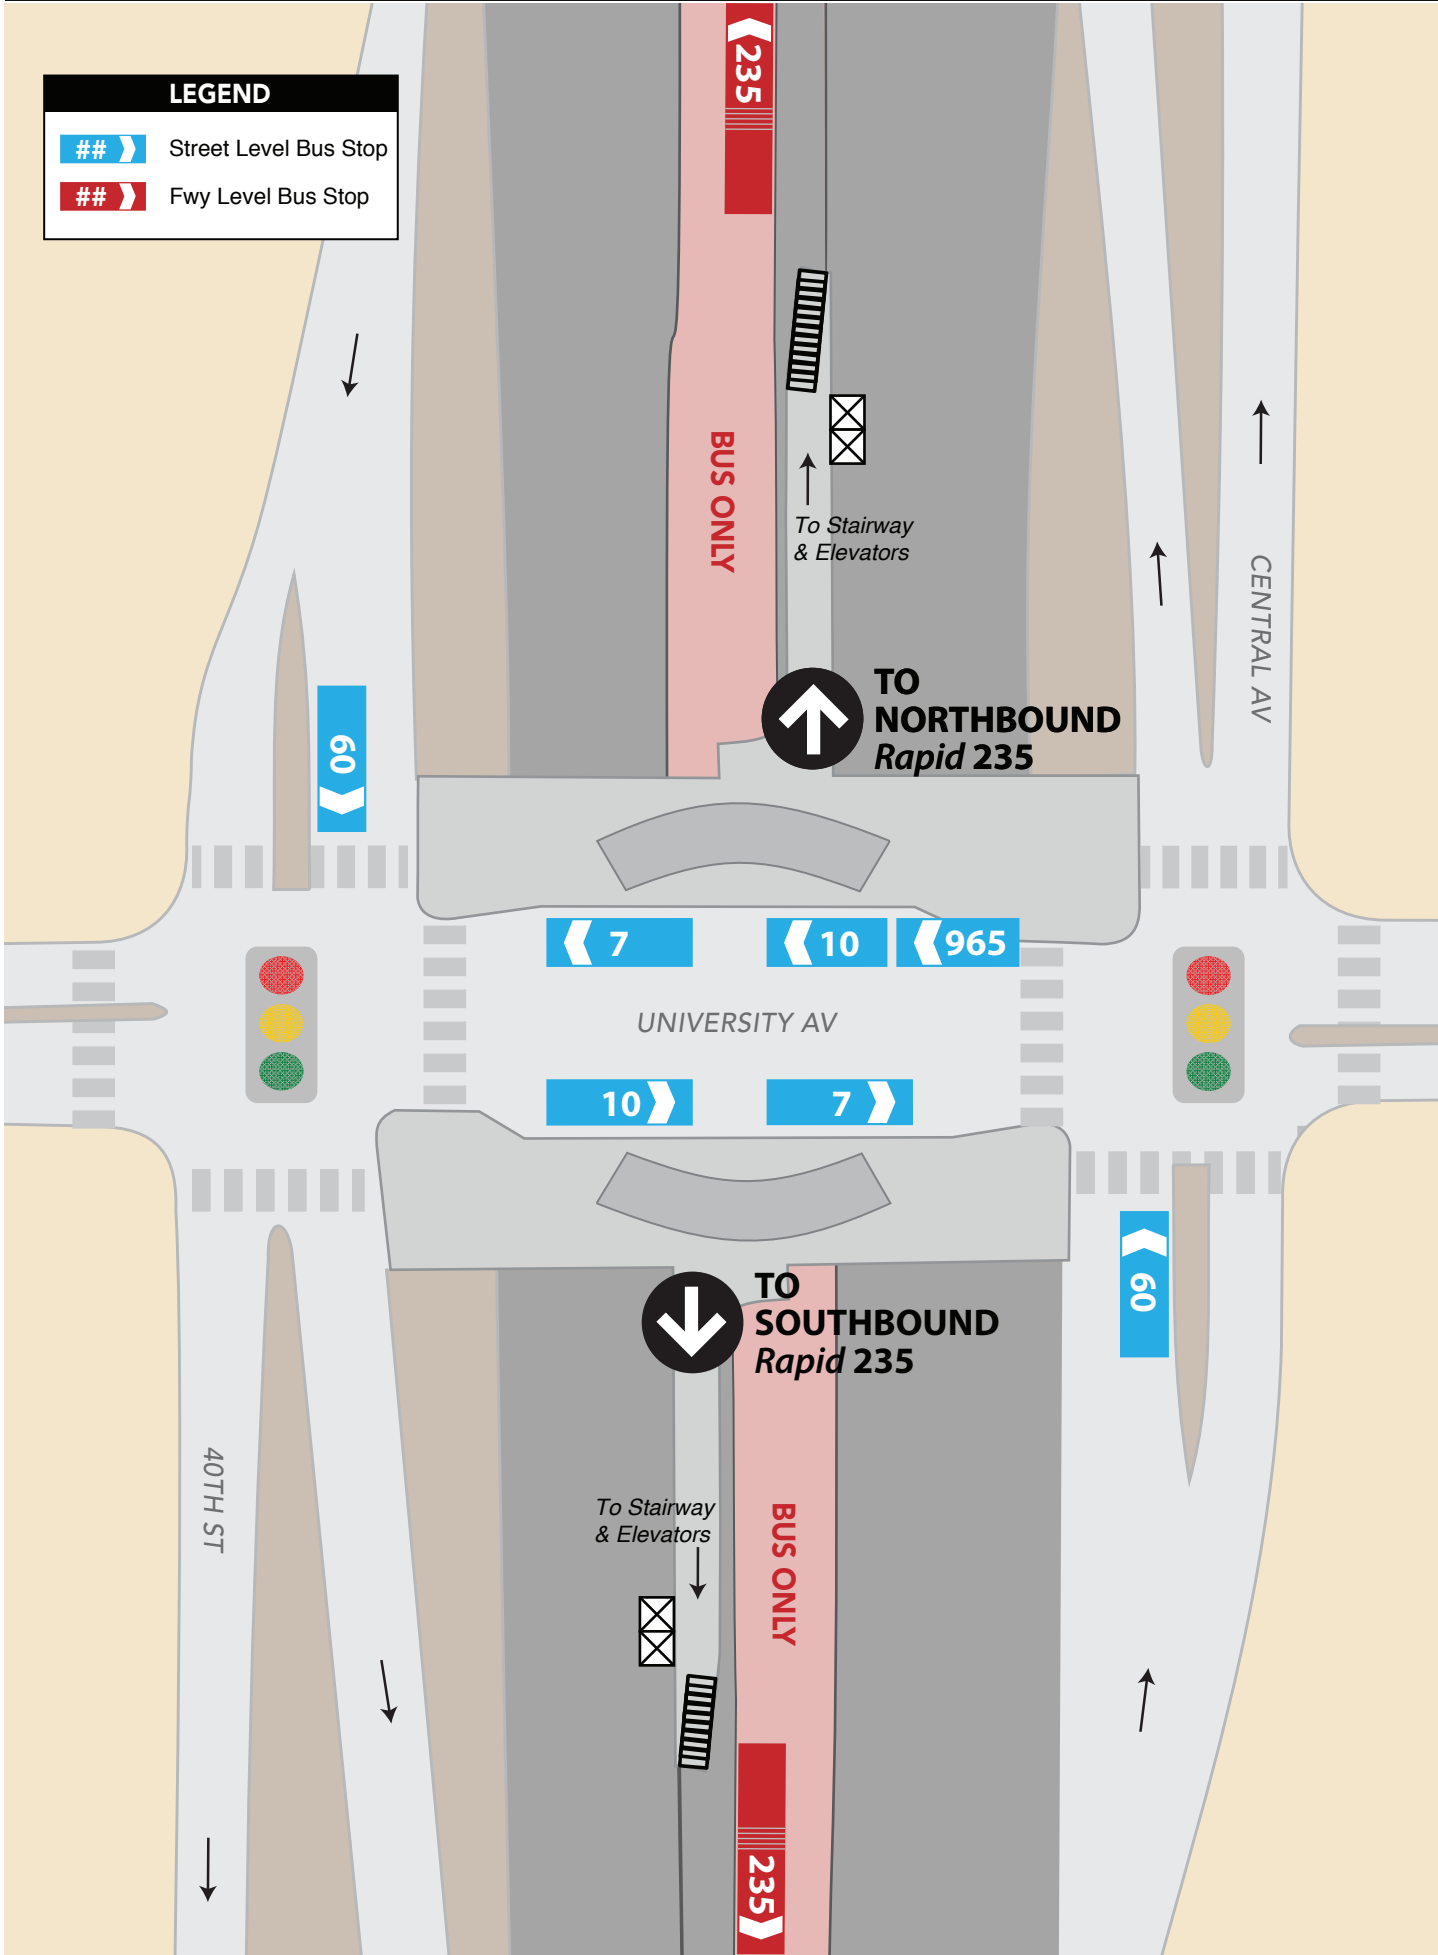 235
LEGEND
## Street Level Bus Stop
## Fwy Level Bus Stop
BUS ONLY
To Stairway
& Elevators
CENTRAL AV
TO
NORTHBOUND
Rapid 235
60
7
10
965
UNIVERSITY AV
10
7
60
TO
SOUTHBOUND
Rapid 235
40TH ST
To Stairway
& Elevators
BUS ONLY
235